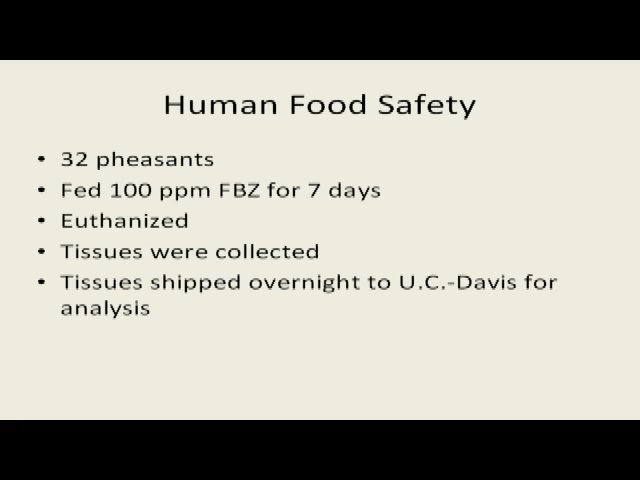 Human Food Safety
• 32 pheasants
• Fed 100 ppm FBZ for 7 days
• Euthanized
• Tissues were collected
• Tissues shipped overnight to U.C.-Davis for
analysis